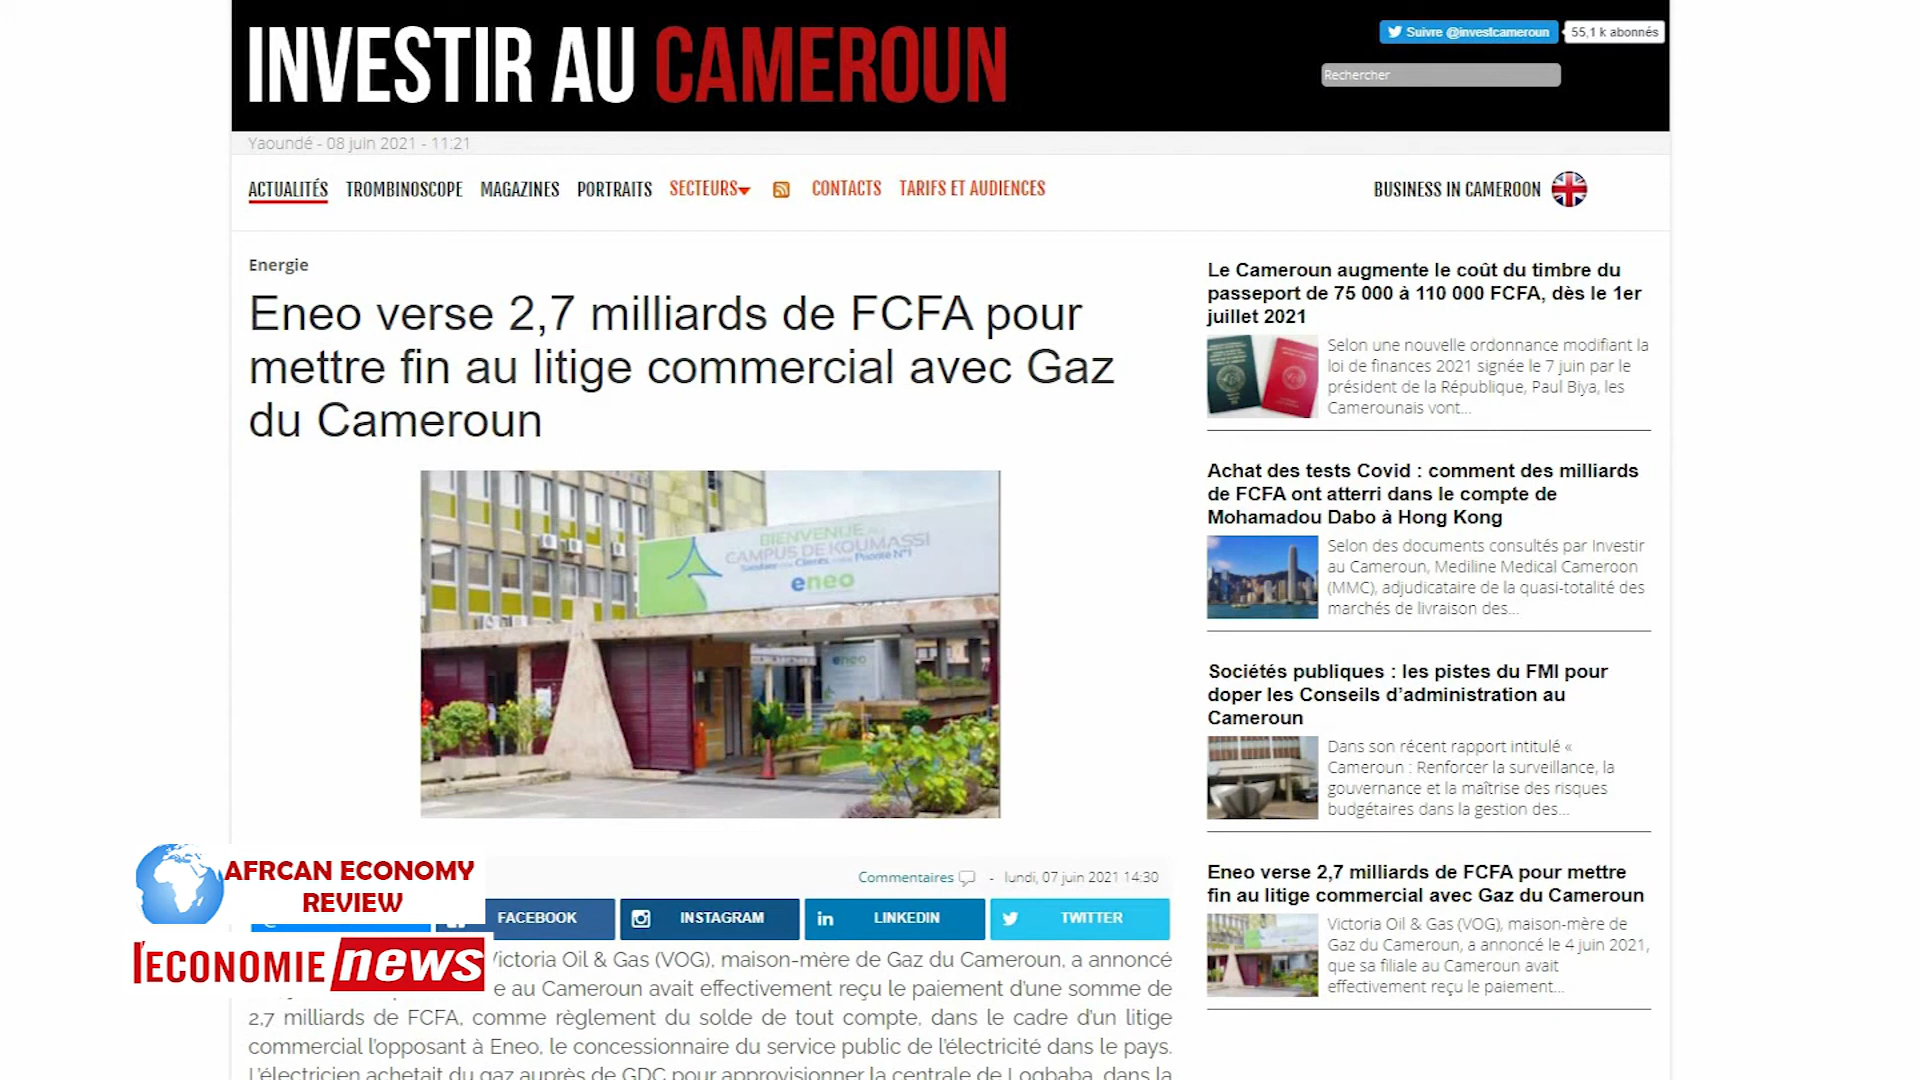 INVESTIR AU CAMEROUN
Suivre @investcameroun
55,1 k abonnés
Rechercher
Yaoundé - 08 juin 2021 - 11:21
ACTUALITÉS TROMBINOSCOPE MAGAZINES PORTRAITS SECTEURS CONTACTS TARIFS ET AUDIENCES
BUSINESS IN CAMEROON
Energie
Eneo verse 2,7 milliards de FCFA pour
mettre fin au litige commercial avec Gaz
du Cameroun
BIENVENUE AU
CAMPUS DE KOUMASSI
Clients Priorité N°1
eneo
eneo
Commentaires - lundi, 07 juin 2021 14:30
FACEBOOK INSTAGRAM LINKEDIN TWITTER
Victoria Oil & Gas (VOG), maison-mère de Gaz du Cameroun, a annoncé
e au Cameroun avait effectivement reçu le paiement d'une somme de
2,7 milliards de FCFA, comme règlement du solde de tout compte, dans le cadre d'un litige
commercial l'opposant à Eneo, le concessionnaire du service public de l'électricité dans le pays.
L'électricien achetait du gaz auprès de GDC pour approvisionner la centrale de Logbaba, dans la
AFRCAN ECONOMY
REVIEW
l'ECONOMIE news
Le Cameroun augmente le coût du timbre du
passeport de 75 000 à 110 000 FCFA, dès le 1er
juillet 2021
Selon une nouvelle ordonnance modifiant la
loi de finances 2021 signée le 7 juin par le
président de la République, Paul Biya, les
Camerounais vont...
Achat des tests Covid : comment des milliards
de FCFA ont atterri dans le compte de
Mohamadou Dabo à Hong Kong
Selon des documents consultés par Investir
au Cameroun, Mediline Medical Cameroon
(MMC), adjudicataire de la quasi-totalité des
marchés de livraison des...
Sociétés publiques : les pistes du FMI pour
doper les Conseils d'administration au
Cameroun
Dans son récent rapport intitulé «
Cameroun : Renforcer la surveillance, la
gouvernance et la maîtrise des risques
budgétaires dans la gestion des...
Eneo verse 2,7 milliards de FCFA pour mettre
fin au litige commercial avec Gaz du Cameroun
Victoria Oil & Gas (VOG), maison-mère de
Gaz du Cameroun, a annoncé le 4 juin 2021,
que sa filiale au Cameroun avait
effectivement reçu le paiement...